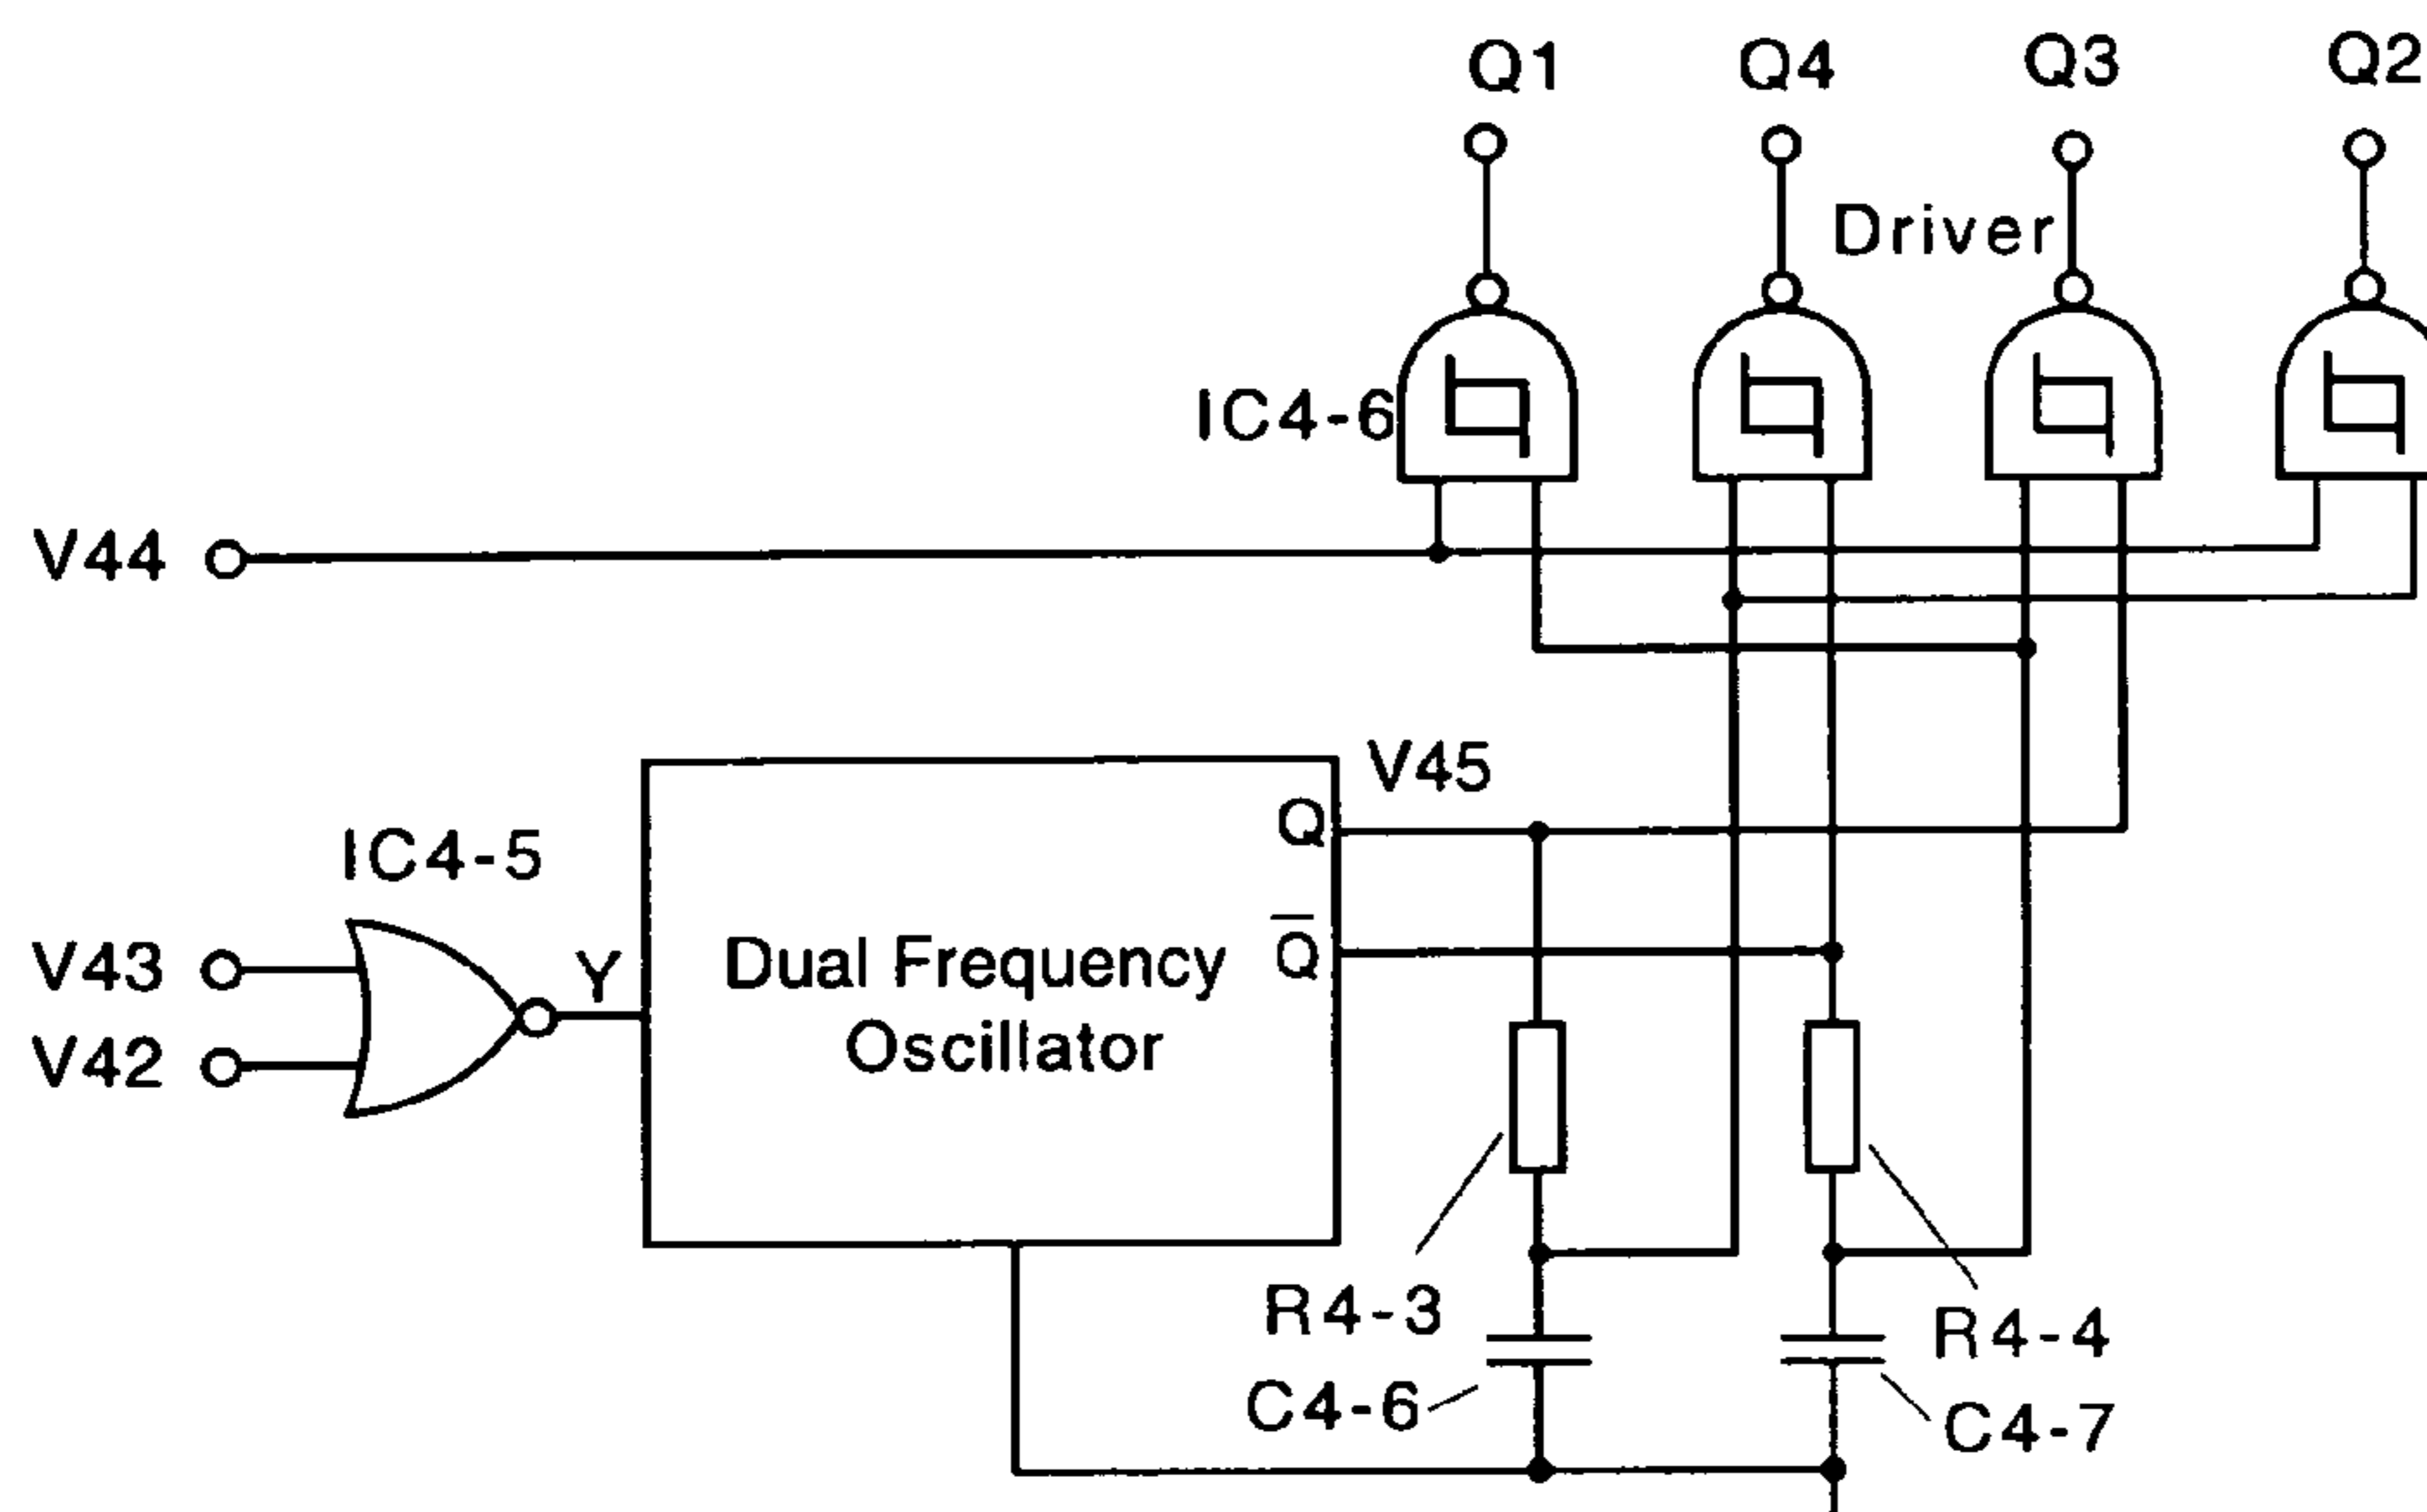 Q1 Q4 Q3 Q2
Driver
IC4-6
V44
V45
Q
IC4-5
V43
Y
Dual Frequency
Q̅
Oscillator
V42
R4-3
R4-4
C4-6
C4-7